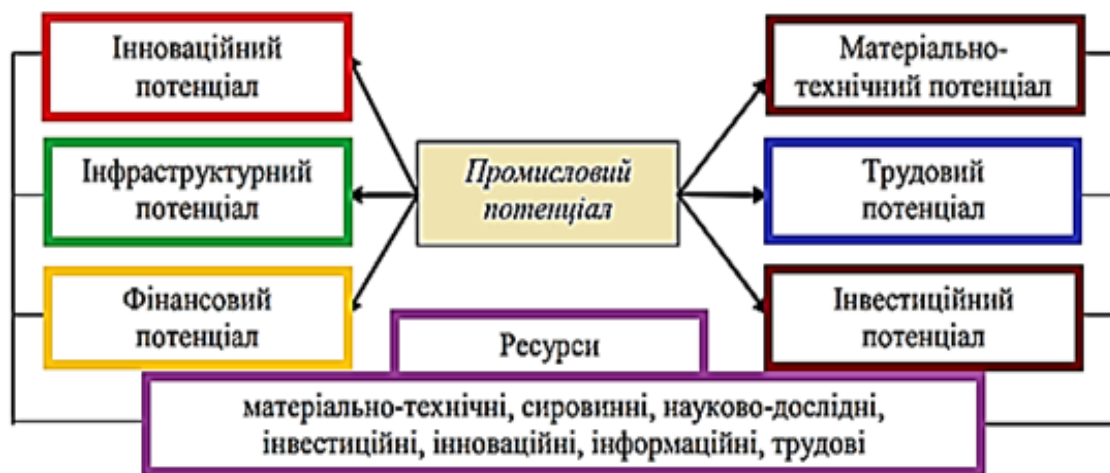 Інноваційний
потенціал
Інфраструктурний
потенціал
Фінансовий
потенціал
Промисловий
потенціал
Матеріально-
технічний потенціал
Трудовий
потенціал
Інвестиційний
потенціал
Ресурси
матеріально-технічні, сировинні, науково-дослідні,
інвестиційні, інноваційні, інформаційні, трудові